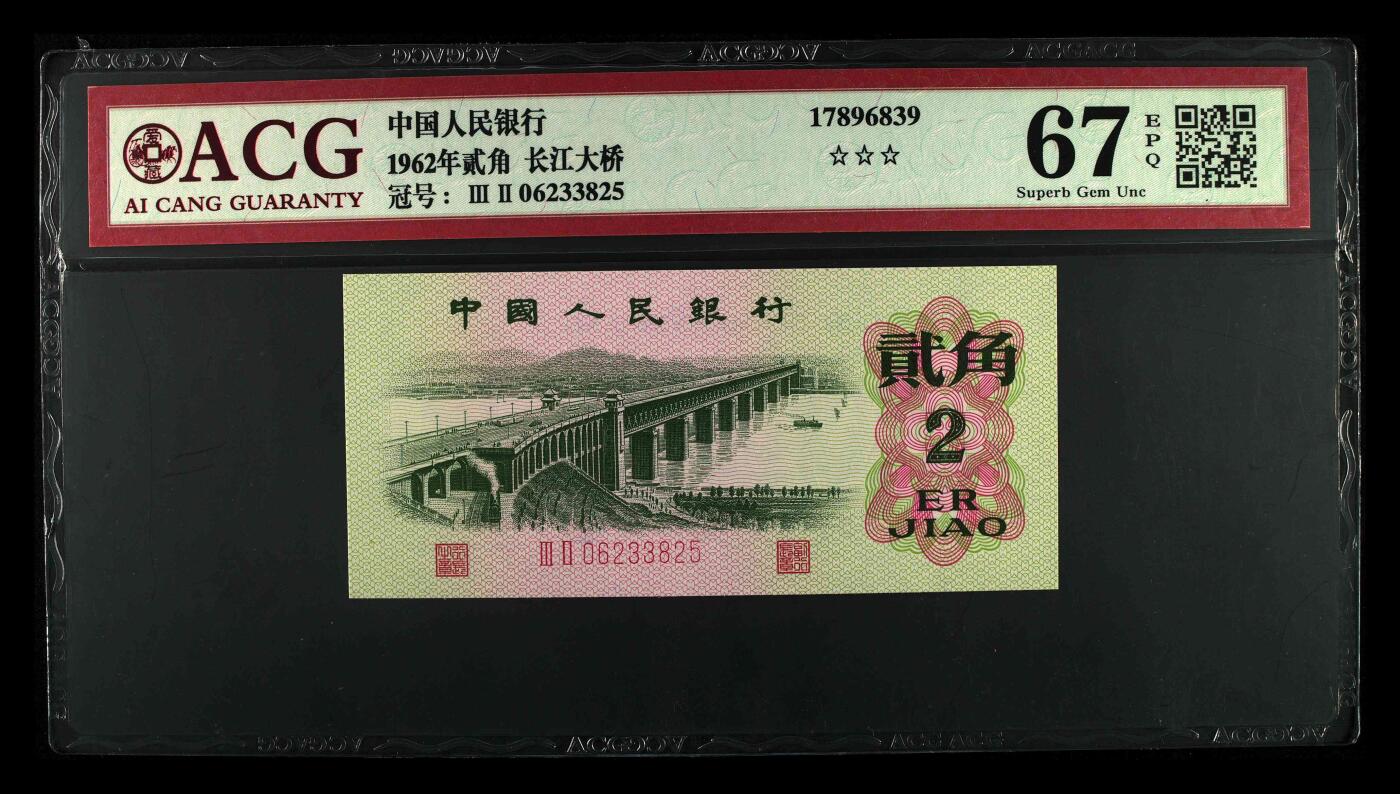 ACG
AI CANG GUARANTY
中国人民银行
1962年贰角 长江大桥
冠号: Ⅲ Ⅱ 06233825
17896839
☆☆☆
67
EPQ
Superb Gem Unc
中國人民銀行
貳角
2
ER
JIAO
Ⅲ Ⅱ 06233825